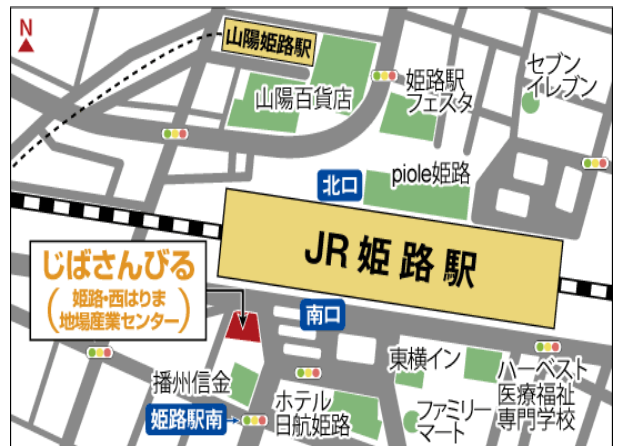 N
山陽姫路駅
山陽百貨店
姫路駅
フェスタ
セブン
イレブン
北口
piole姫路
JR姫路駅
じばさんびる
(姫路・西はりま
地場産業センター)
南口
播州信金
姫路駅南
ホテル
日航姫路
東横イン
ファミリー
マート
ハーベスト
医療福祉
専門学校